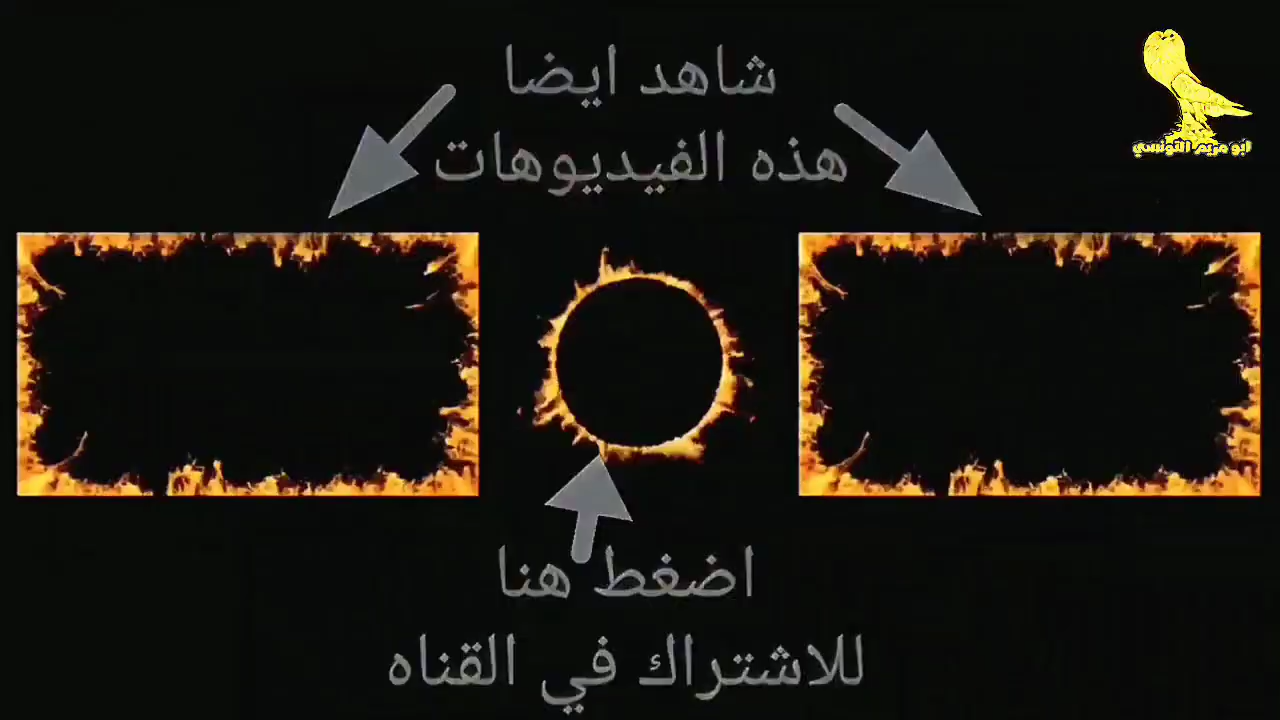 شاهد ايضا
هذه الفيديوهات
ابو مريم التونسي
اضغط هنا
للاشتراك في القناه